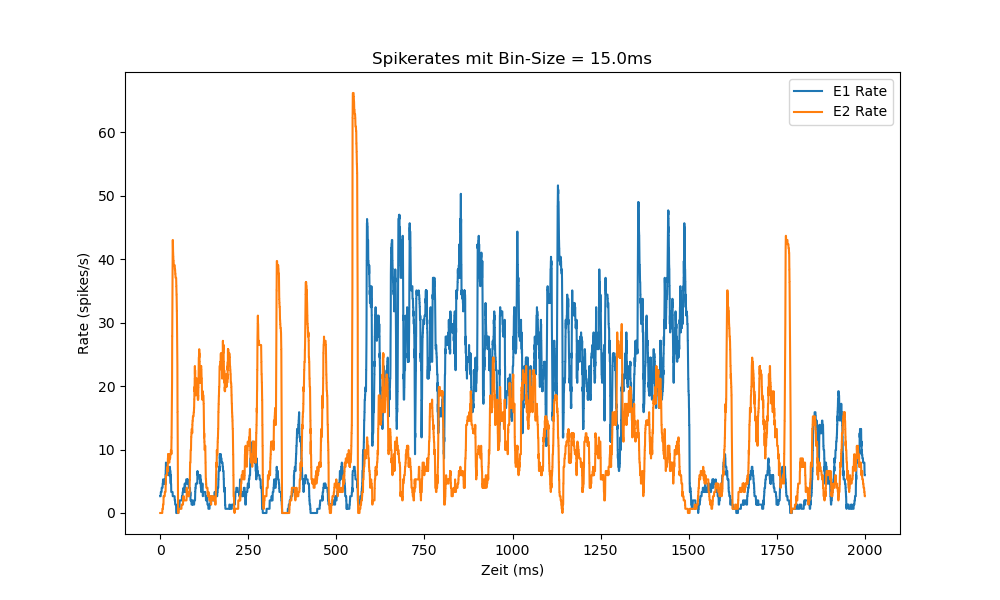 Spikerates mit Bin-Size = 15.0ms
E1 Rate
E2 Rate
Rate (spikes/s)
60
50
40
30
20
10
0
0 250 500 750 1000 1250 1500 1750 2000
Zeit (ms)